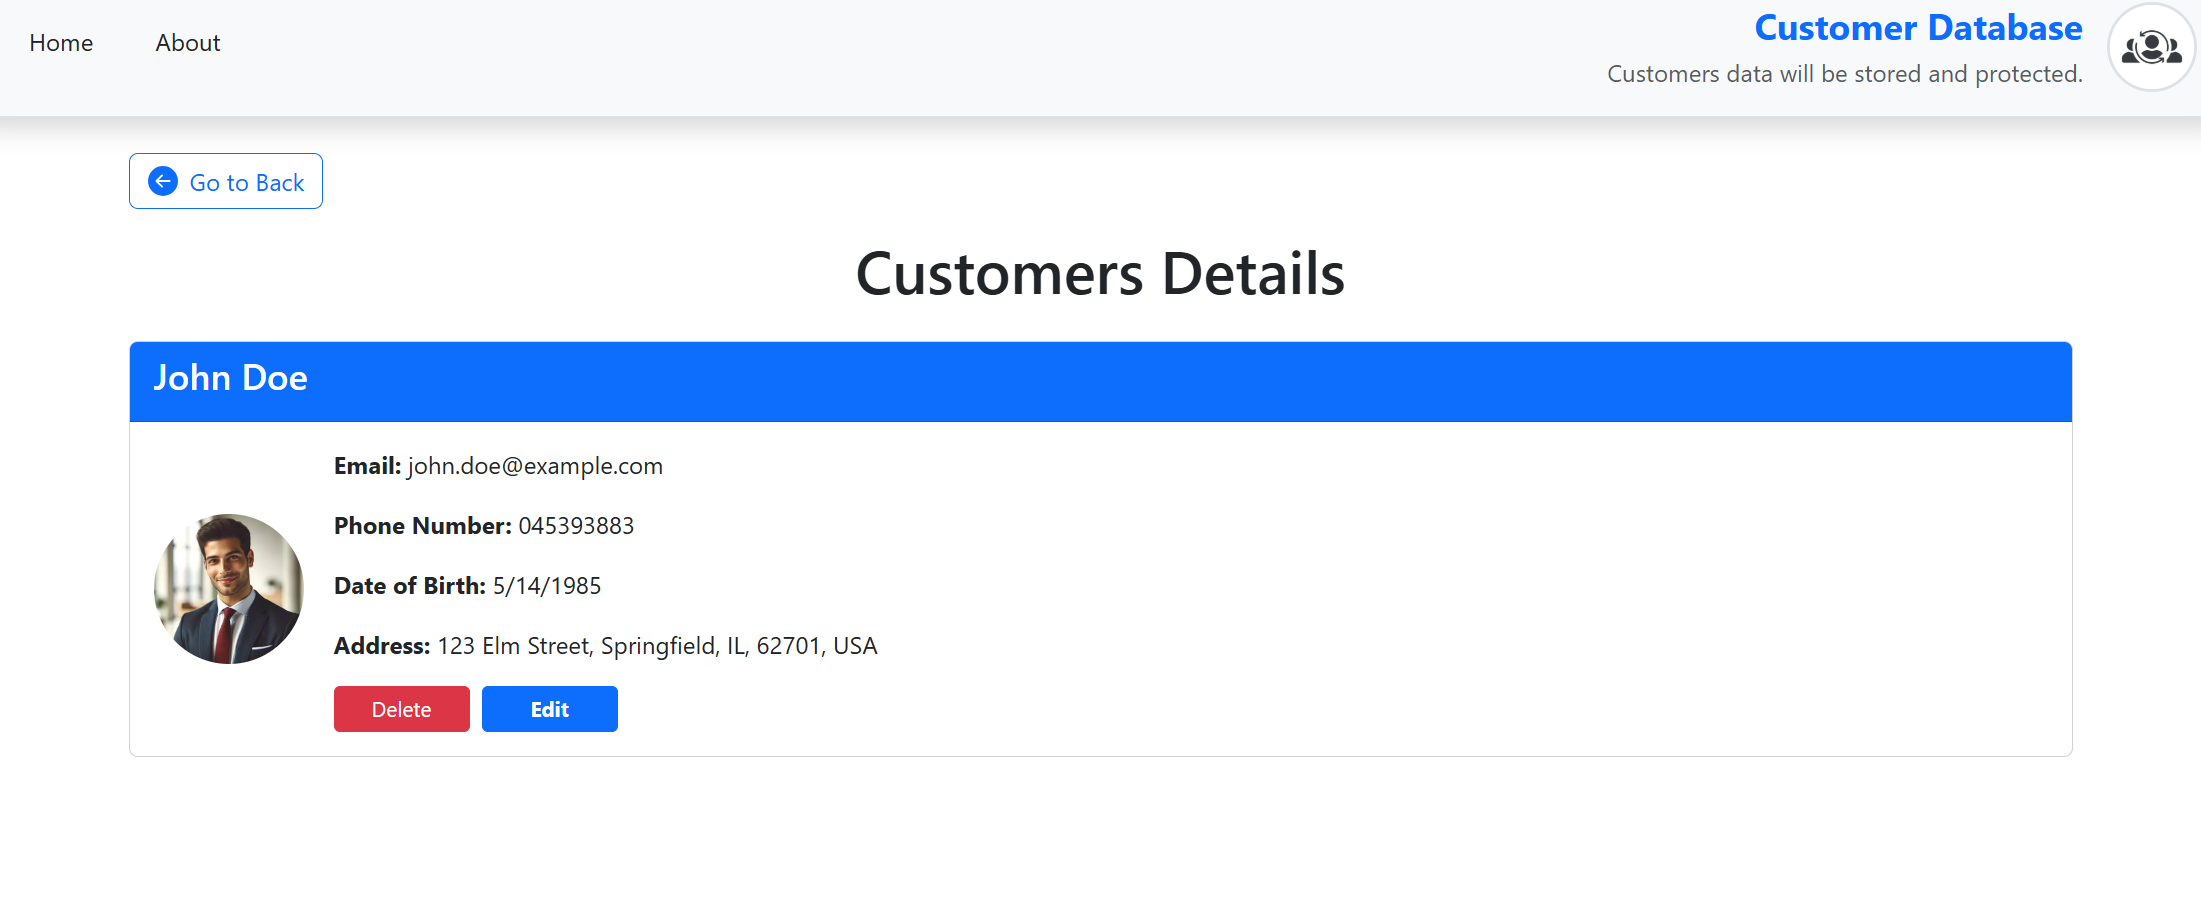 Home About Customer Database
Customers data will be stored and protected.
Go to Back
Customers Details
John Doe
Email: john.doe@example.com
Phone Number: 045393883
Date of Birth: 5/14/1985
Address: 123 Elm Street, Springfield, IL, 62701, USA
Delete Edit